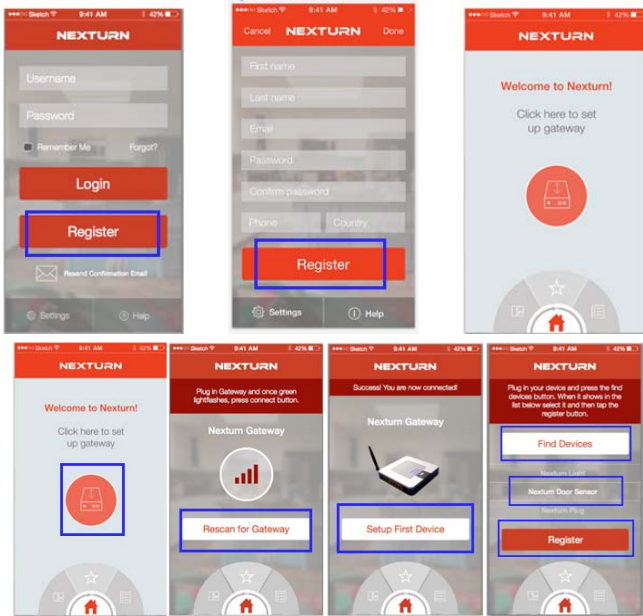 Sketch 9:41 AM 42%
NEXTURN
Username
Password
Remember Me Forgot?
Login
Register
Resend Confirmation Email
Settings Help
Sketch 9:41 AM 42%
Cancel NEXTURN Done
First name
Last name
Email
Password
Confirm password
Phone Country
Register
Settings Help
Sketch 9:41 AM 42%
NEXTURN
Welcome to Nexturn!
Click here to set
up gateway
Sketch 9:41 AM 42%
NEXTURN
Welcome to Nexturn!
Click here to set
up gateway
Sketch 9:41 AM 42%
NEXTURN
Plug in Gateway and once green
lightflashes, press connect button.
Nexturn Gateway
Rescan for Gateway
Sketch 9:41 AM 42%
NEXTURN
Success! You are now connected!
Nexturn Gateway
Setup First Device
Sketch 9:41 AM 42%
NEXTURN
Plug in your device and press the find
devices button. When it shows in the
list below select it and then tap the
register button.
Find Devices
Nexturn Light
Nexturn Door Sensor
Nexturn Plug
Register